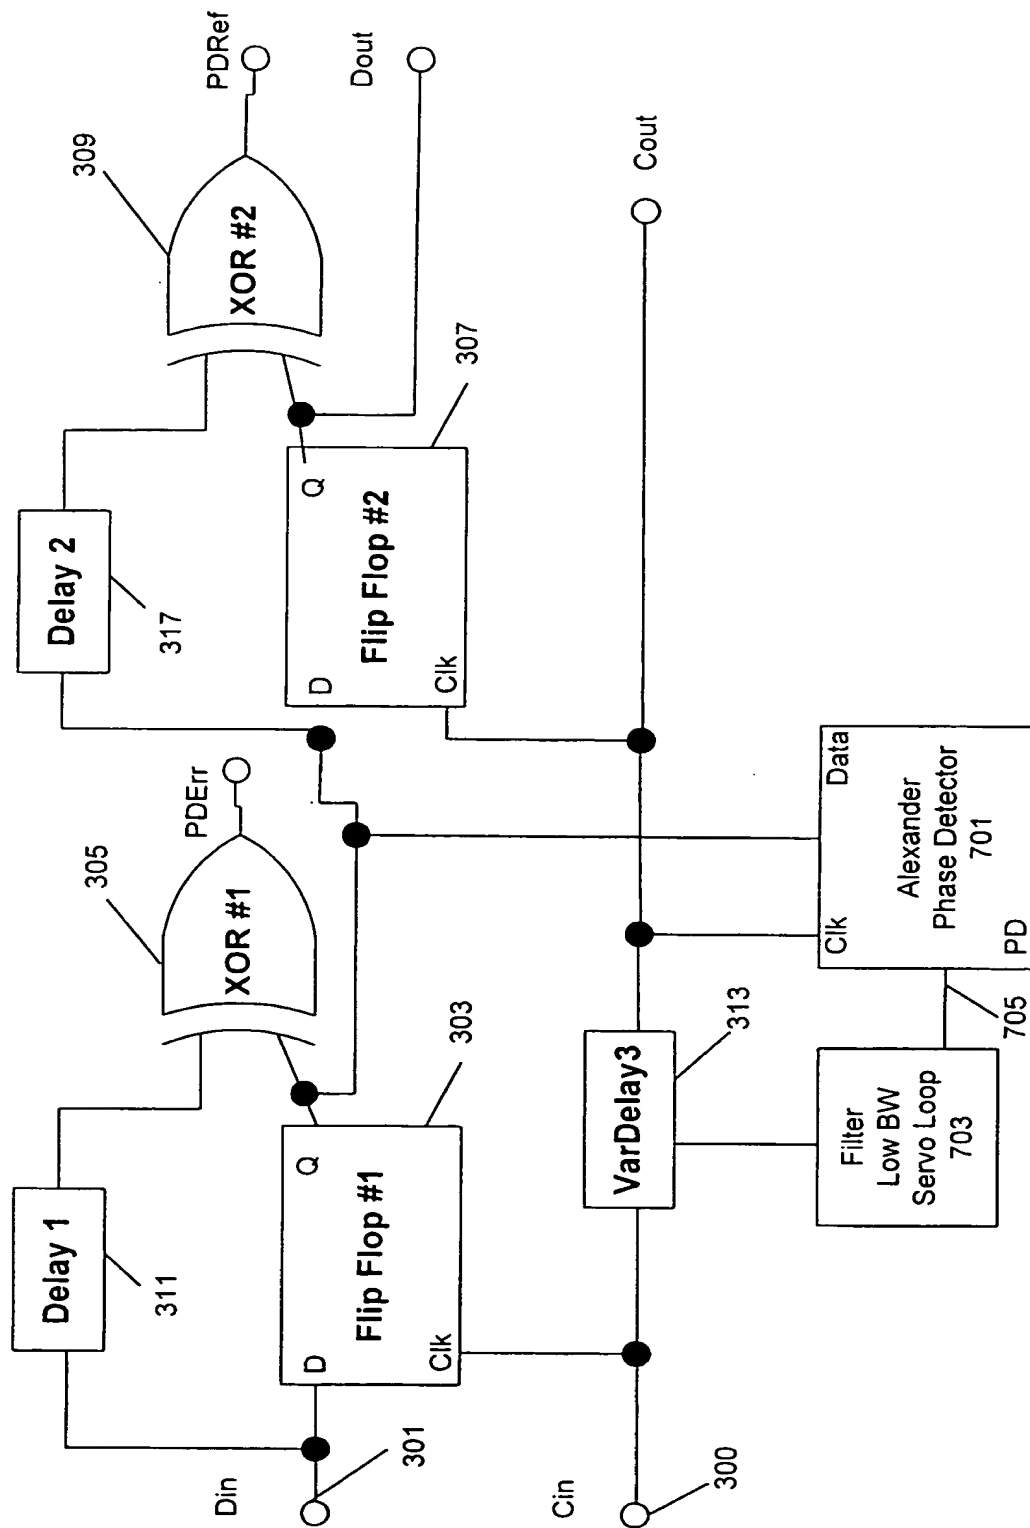 Delay 1
311
XOR #1
305
PDErr
Delay 2
317
XOR #2
309
PDRef
Dout
Din
301
D
Q
Clk
Flip Flop #1
303
D
Q
Clk
Flip Flop #2
307
Cin
300
VarDelay3
313
Cout
Filter
Low BW
Servo Loop
703
705
Clk
Data
Alexander
Phase Detector
701
PD